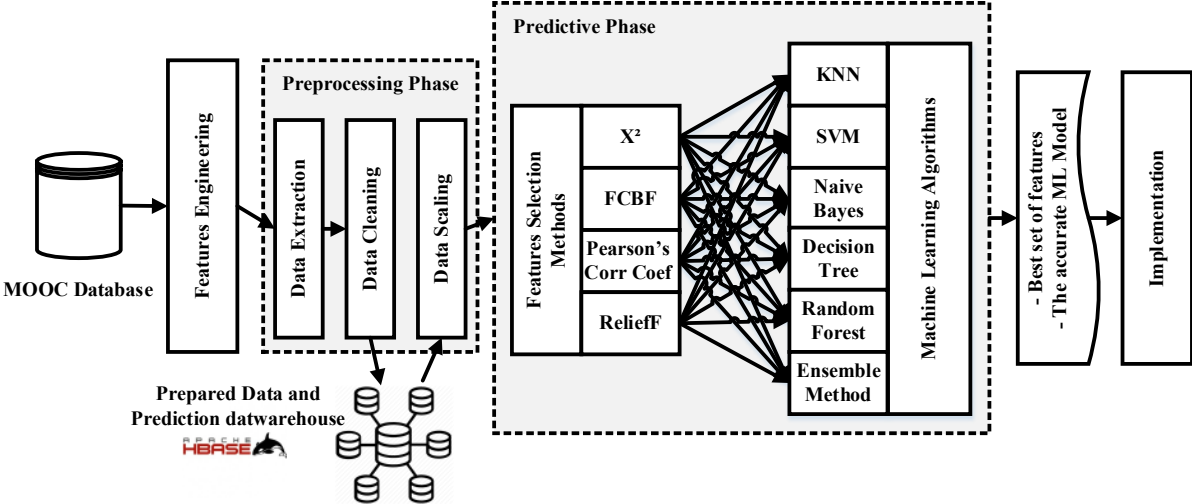 MOOC Database
Features Engineering
Preprocessing Phase
Data Extraction
Data Cleaning
Data Scaling
Prepared Data and
Prediction datwarehouse
APACHE
HBASE
Predictive Phase
Features Selection
Methods
X²
FCBF
Pearson's
Corr Coef
ReliefF
KNN
SVM
Naive
Bayes
Decision
Tree
Random
Forest
Ensemble
Method
Machine Learning Algorithms
- Best set of features
- The accurate ML Model
Implementation